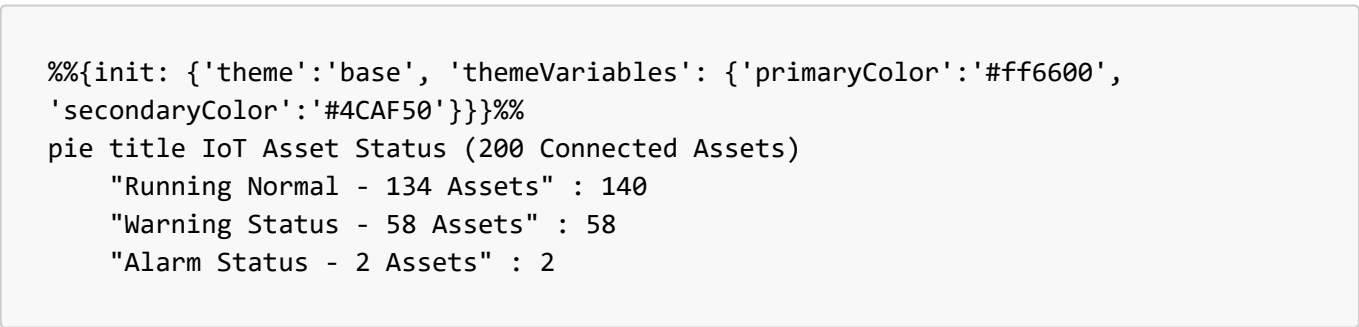 %%{init: {'theme':'base', 'themeVariables': {'primaryColor':'#ff6600',
'secondaryColor':'#4CAF50'}}}%%
pie title IoT Asset Status (200 Connected Assets)
    "Running Normal - 134 Assets" : 140
    "Warning Status - 58 Assets" : 58
    "Alarm Status - 2 Assets" : 2